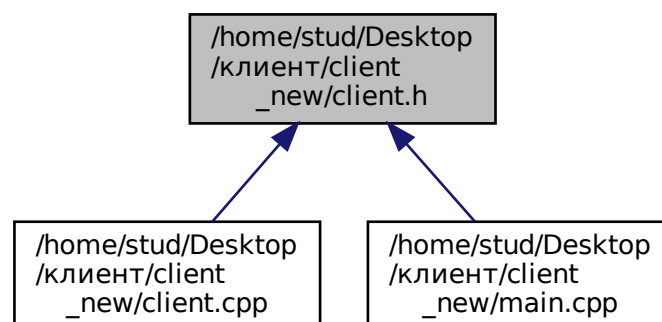 /home/stud/Desktop
/клиент/client
_new/client.h
/home/stud/Desktop
/клиент/client
_new/client.cpp
/home/stud/Desktop
/клиент/client
_new/main.cpp